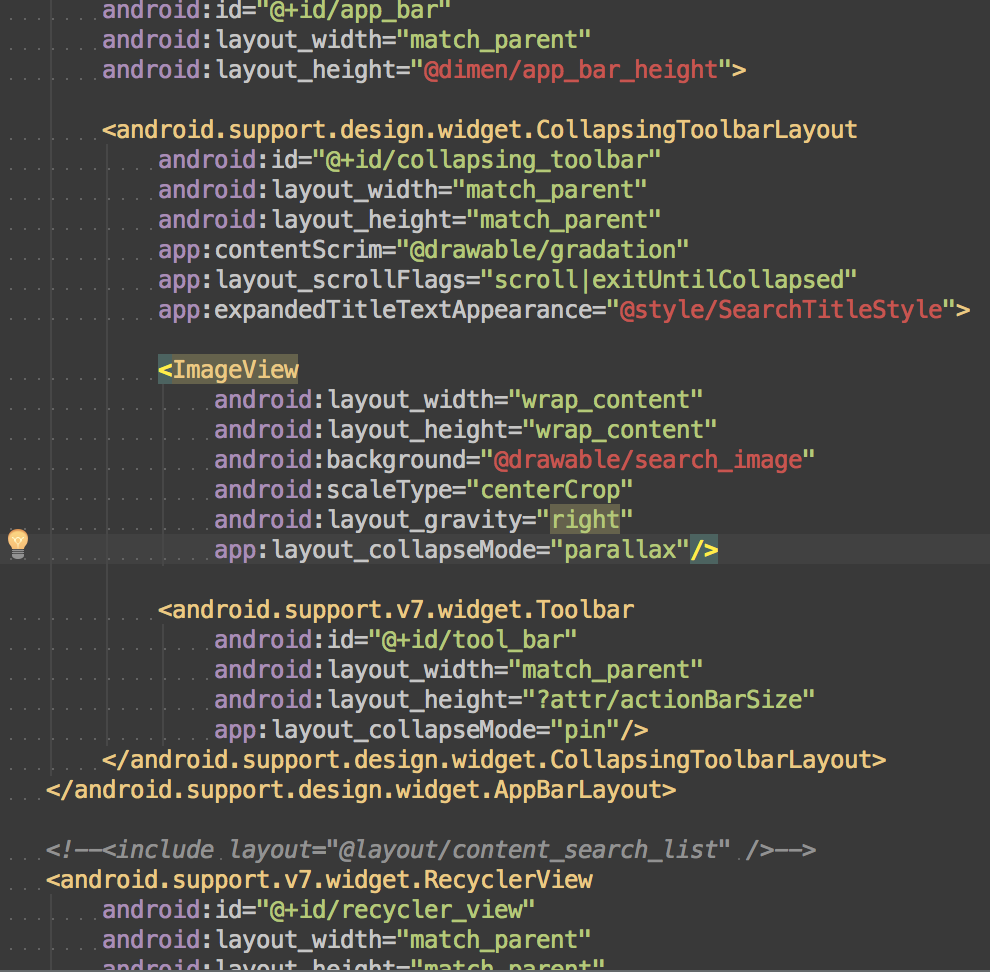 android:id="@+id/app_bar"
android:layout_width="match_parent"
android:layout_height="@dimen/app_bar_height">
<android.support.design.widget.CollapsingToolbarLayout
android:id="@+id/collapsing_toolbar"
android:layout_width="match_parent"
android:layout_height="match_parent"
app:contentScrim="@drawable/gradation"
app:layout_scrollFlags="scroll|exitUntilCollapsed"
app:expandedTitleTextAppearance="@style/SearchTitleStyle">
<ImageView
android:layout_width="wrap_content"
android:layout_height="wrap_content"
android:background="@drawable/search_image"
android:scaleType="centerCrop"
android:layout_gravity="right"
app:layout_collapseMode="parallax"/>
<android.support.v7.widget.Toolbar
android:id="@+id/tool_bar"
android:layout_width="match_parent"
android:layout_height="?attr/actionBarSize"
app:layout_collapseMode="pin"/>
</android.support.design.widget.CollapsingToolbarLayout>
</android.support.design.widget.AppBarLayout>
<!--<include layout="@layout/content_search_list" />-->
<android.support.v7.widget.RecyclerView
android:id="@+id/recycler_view"
android:layout_width="match_parent"
android:layout_height="match_parent"